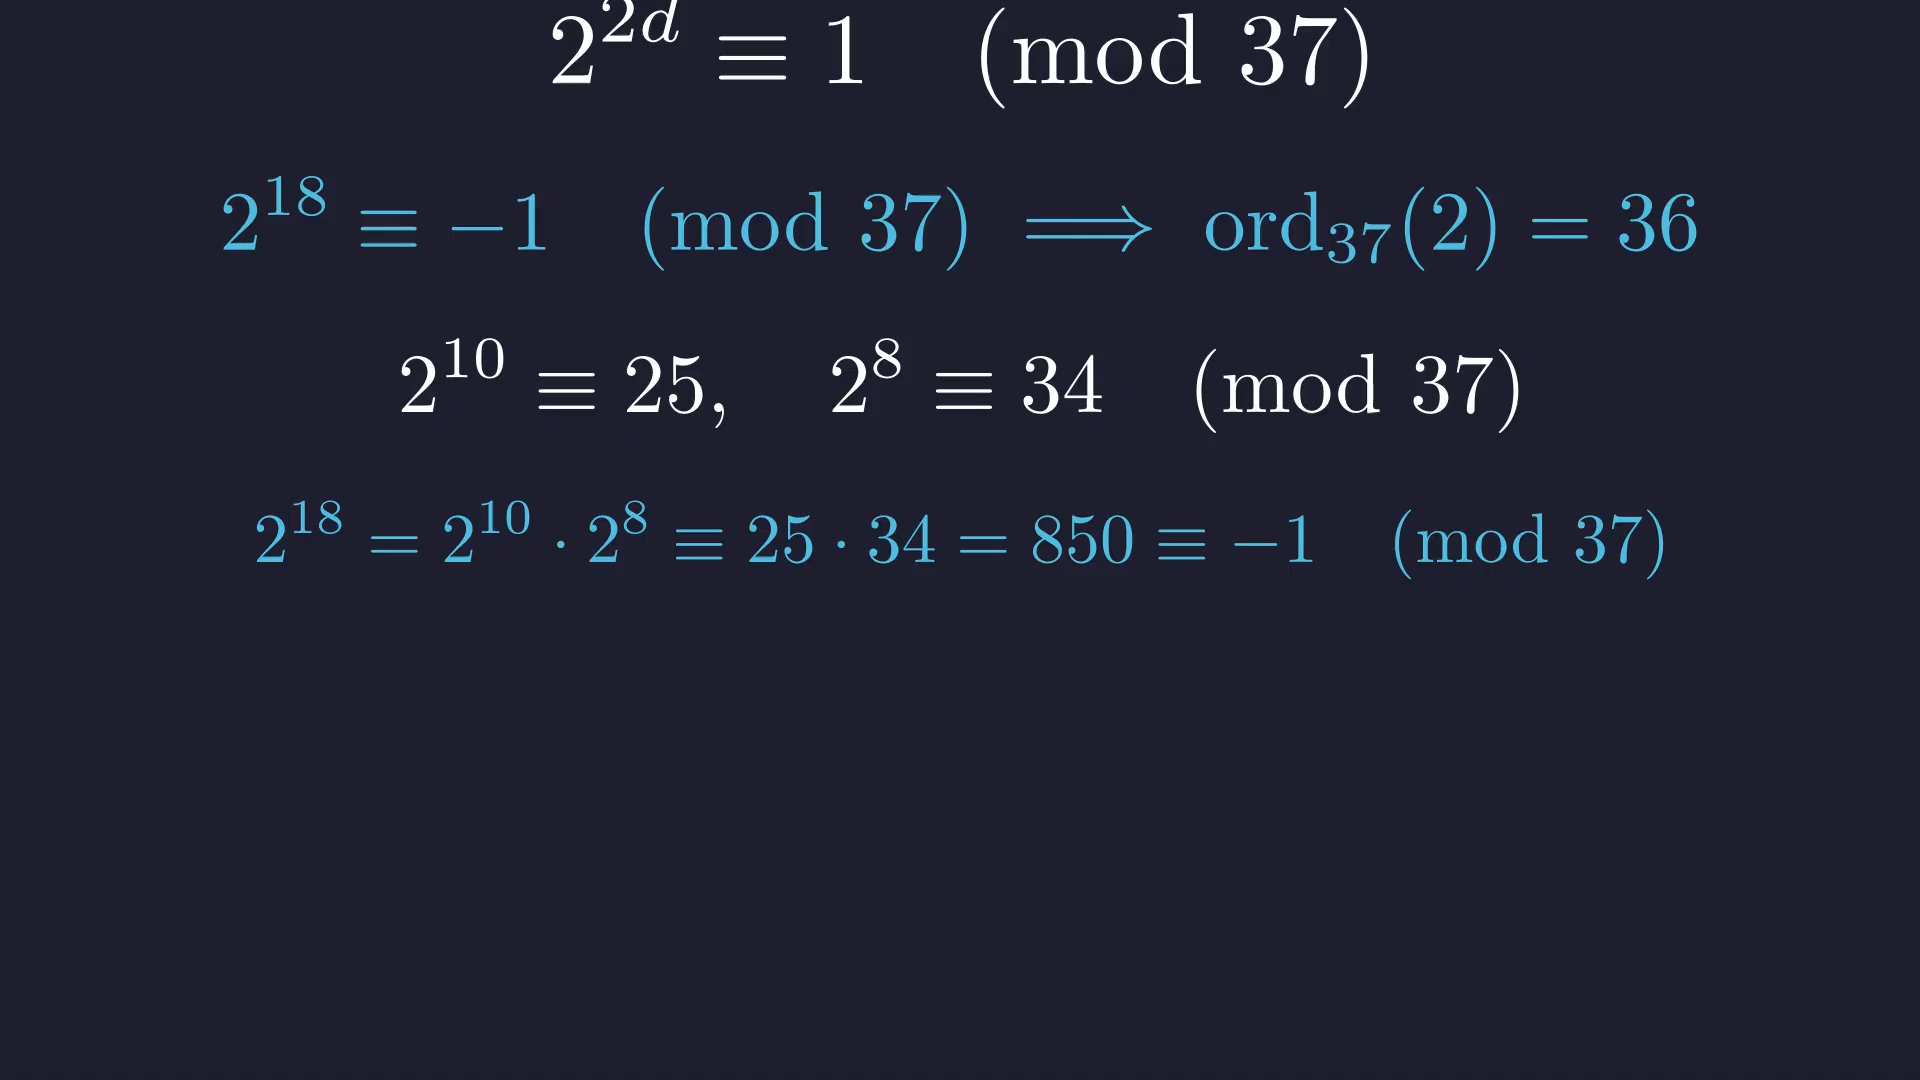 2^{2d} ≡ 1 (mod 37)
2^{18} ≡ −1 (mod 37) ⟹ ord_{37}(2) = 36
2^{10} ≡ 25, 2^{8} ≡ 34 (mod 37)
2^{18} = 2^{10} · 2^{8} ≡ 25 · 34 = 850 ≡ −1 (mod 37)